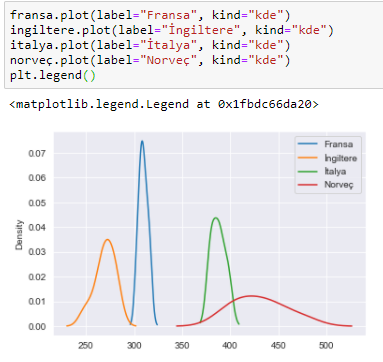 fransa.plot(label="Fransa", kind="kde")
ingiltere.plot(label="İngiltere", kind="kde")
italya.plot(label="İtalya", kind="kde")
norveç.plot(label="Norveç", kind="kde")
plt.legend()
<matplotlib.legend.Legend at 0x1fbdc66da20>
Fransa
İngiltere
İtalya
Norveç
Density
0.07
0.06
0.05
0.04
0.03
0.02
0.01
0.00
250 300 350 400 450 500